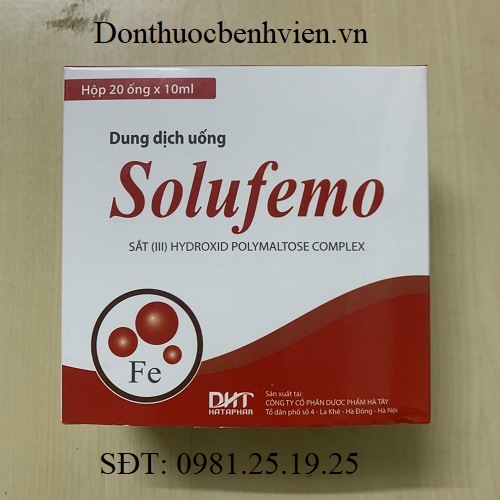 Donthuocbenhvien.vn
Hộp 20 ống x 10ml
Dung dịch uống
Solufemo
SẮT (III) HYDROXID POLYMALTOSE COMPLEX
Fe
DHT
HATAPHAR
Sản xuất tại:
CÔNG TY CỔ PHẦN DƯỢC PHẨM HÀ TÂY
Tổ dân phố số 4 - La Khê - Hà Đông - Hà Nội
SĐT: 0981.25.19.25